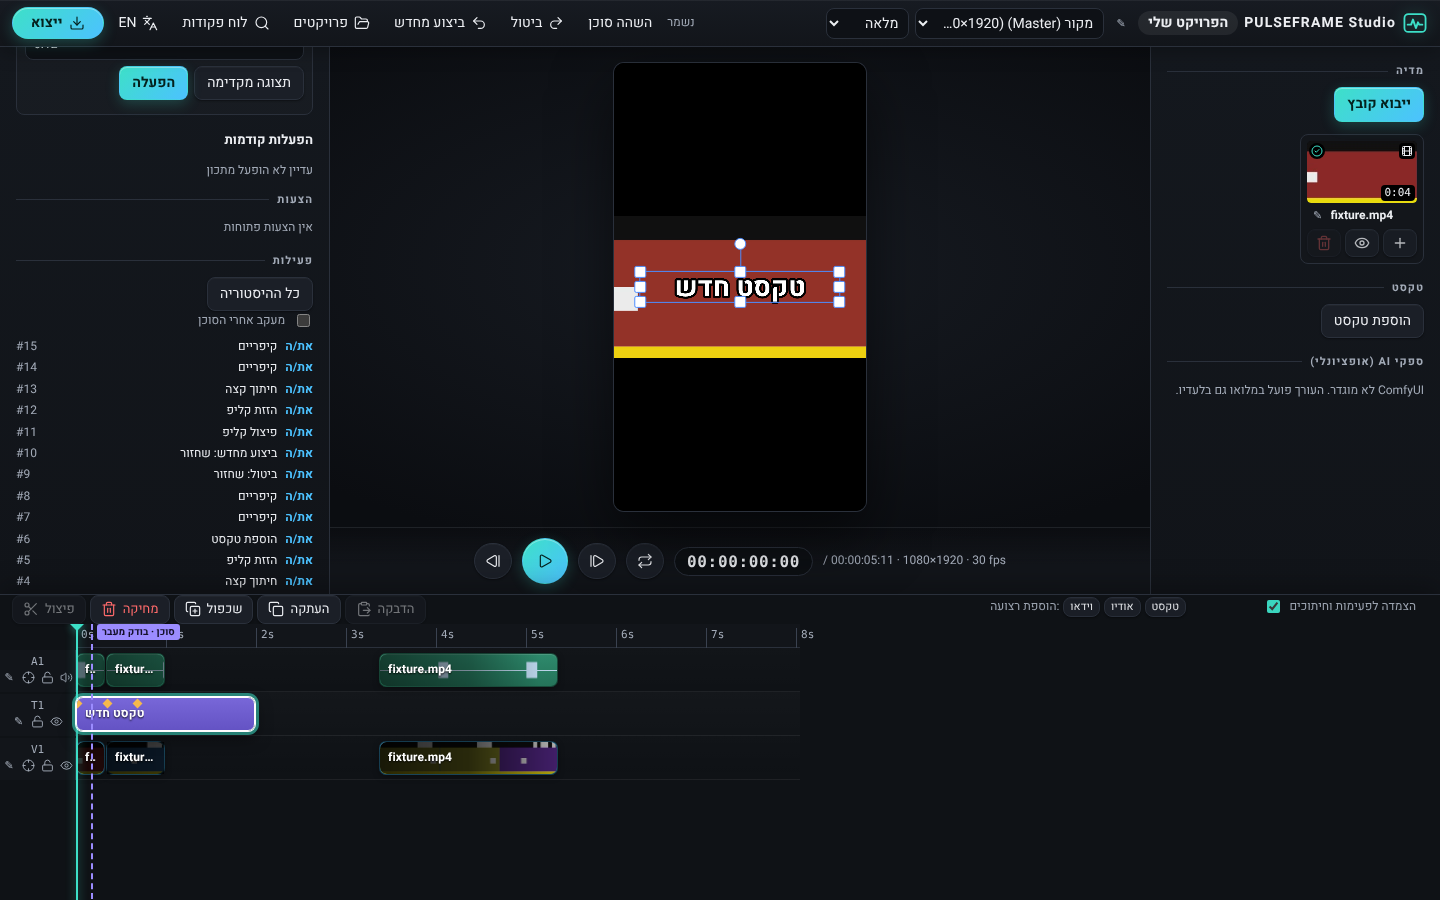 PULSEFRAME Studio
הפרויקט שלי
מקור (Master) (1920×0...
מלאה
נשמר
השהה סוכן
ביטול
ביצוע מחדש
פרויקטים
לוח פקודות
EN
ייצוא
מדיה
ייבוא קובץ
0:04
fixture.mp4
טקסט
הוספת טקסט
ספקי AI (אופציונלי)
ComfyUI לא מוגדר. העורך פועל במלואו גם בלעדיו.
טקסט חדש
00:00:00:00
/ 00:00:05:11 · 1080×1920 · 30 fps
תצוגה מקדימה
הפעלה
הפעלות קודמות
עדיין לא הופעל מתכון
הצעות
אין הצעות פתוחות
פעילות
כל ההיסטוריה
מעקב אחרי הסוכן
את/ה קיפריים #15
את/ה קיפריים #14
את/ה חיתוך קצה #13
את/ה הזזת קליפ #12
את/ה פיצול קליפ #11
את/ה ביצוע מחדש: שחזור #10
את/ה ביטול: שחזור #9
את/ה קיפריים #8
את/ה קיפריים #7
את/ה הוספת טקסט #6
את/ה הזזת קליפ #5
את/ה חיתוך קצה #4
הצמדה לפעימות וחיתוכים
הוספת רצועה:
וידאו
אודיו
טקסט
הדבקה
העתקה
שכפול
מחיקה
פיצול
0s 2s 3s 4s 5s 6s 7s 8s
סוכן · בודק מעבר
A1
f...
fixtur...
fixture.mp4
T1
טקסט חדש
V1
f...
fixtur...
fixture.mp4